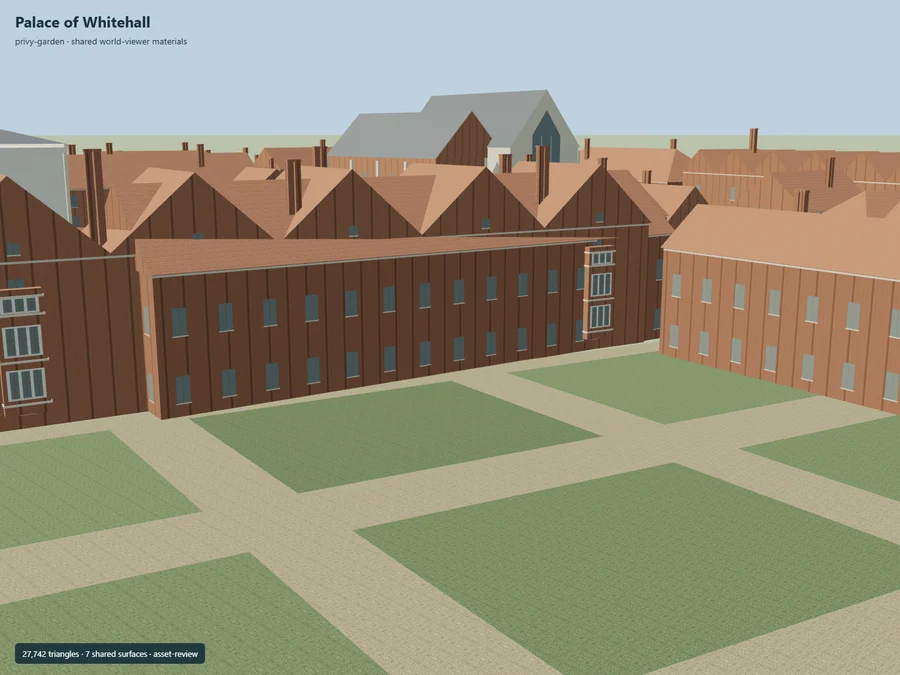 Palace of Whitehall
privy-garden · shared world-viewer materials
27,742 triangles · 7 shared surfaces · asset-review